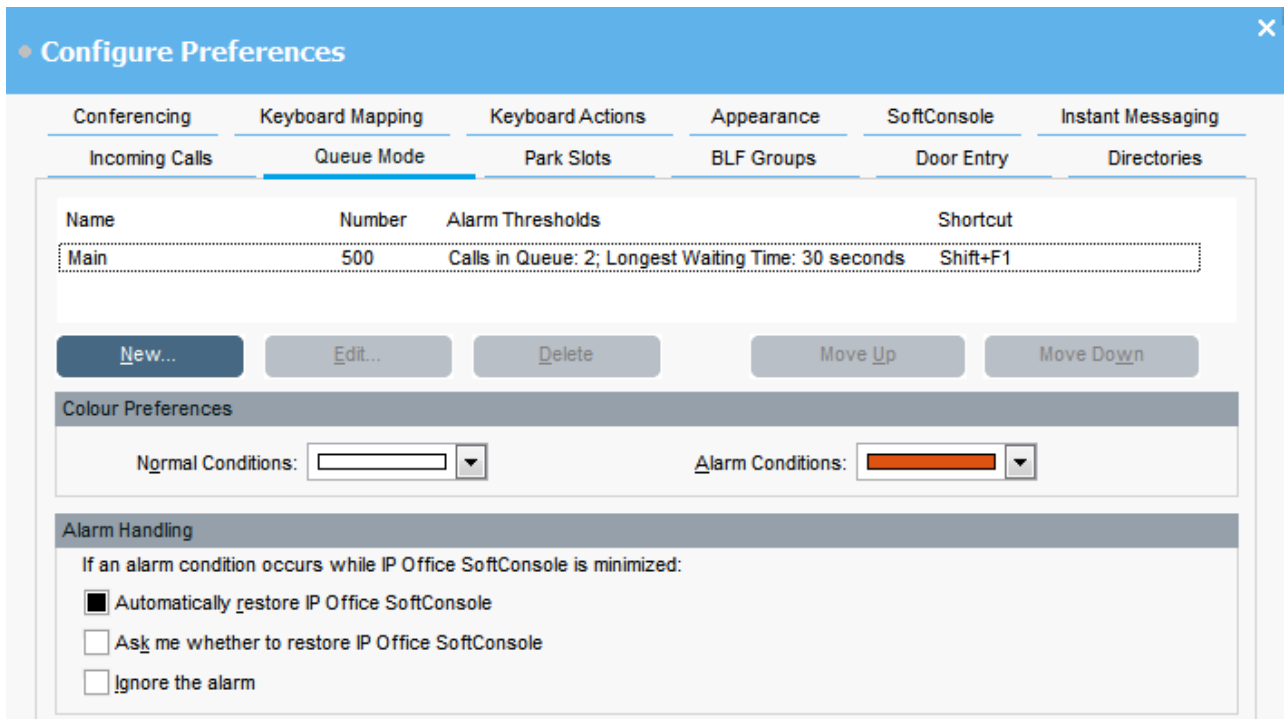 Configure Preferences
Conferencing Keyboard Mapping Keyboard Actions Appearance SoftConsole Instant Messaging
Incoming Calls Queue Mode Park Slots BLF Groups Door Entry Directories
Name Number Alarm Thresholds Shortcut
Main 500 Calls in Queue: 2; Longest Waiting Time: 30 seconds Shift+F1
New... Edit... Delete Move Up Move Down
Colour Preferences
Normal Conditions: Alarm Conditions:
Alarm Handling
If an alarm condition occurs while IP Office SoftConsole is minimized:
Automatically restore IP Office SoftConsole
Ask me whether to restore IP Office SoftConsole
Ignore the alarm